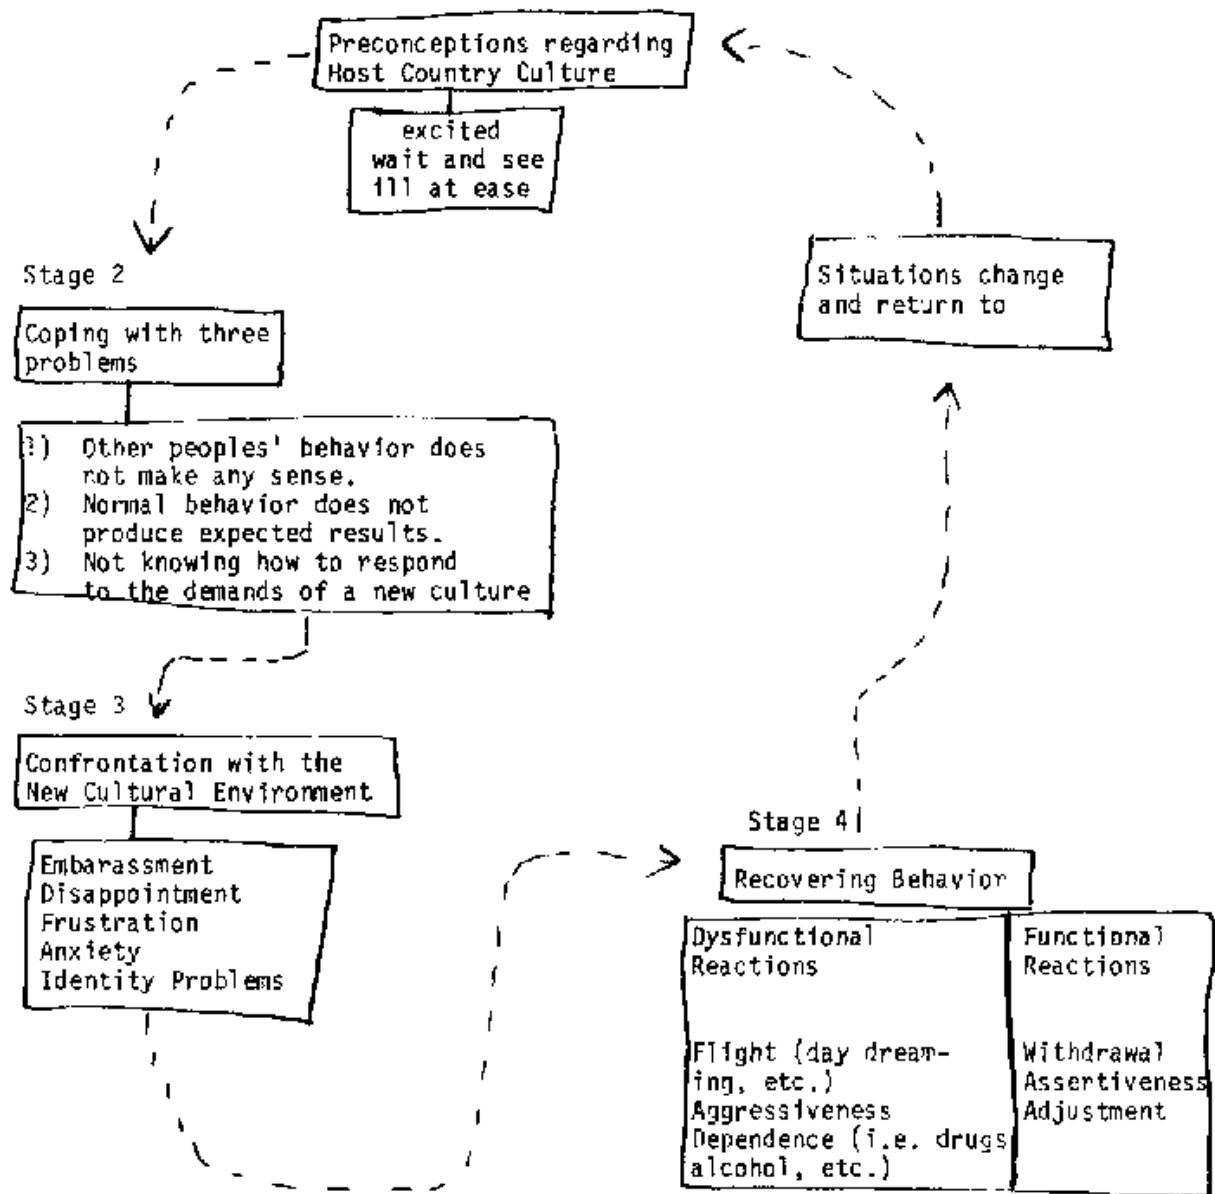 Preconceptions regarding
Host Country Culture
excited
wait and see
ill at ease
Situations change
and return to
Stage 2
Coping with three
problems
1) Other peoples' behavior does
not make any sense.
2) Normal behavior does not
produce expected results.
3) Not knowing how to respond
to the demands of a new culture
Stage 3
Confrontation with the
New Cultural Environment
Embarassment
Disappointment
Frustration
Anxiety
Identity Problems
Stage 4
Recovering Behavior
Dysfunctional
Reactions
Flight (day dream-
ing, etc.)
Aggressiveness
Dependence (i.e. drugs
alcohol, etc.)
Functional
Reactions
Withdrawal
Assertiveness
Adjustment